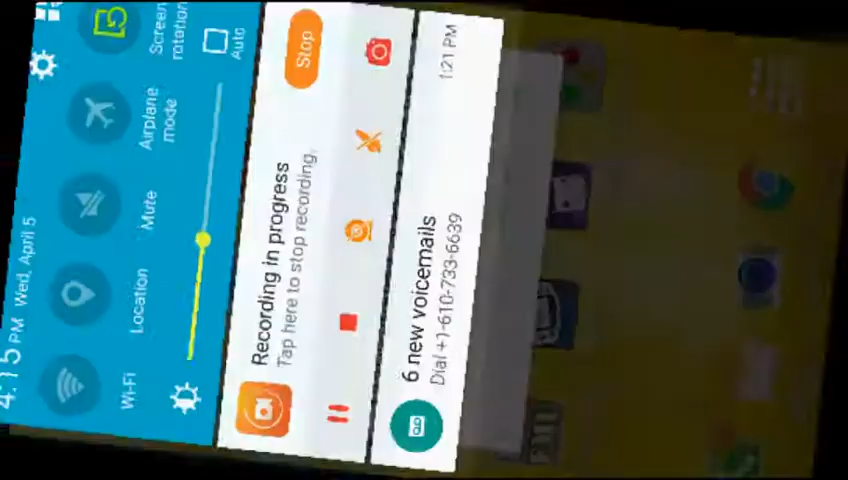 4:15 PM Wed, April 5
Wi-Fi
Location
Mute
Airplane
mode
Screen
rotation
Auto
Recording in progress
Tap here to stop recording.
Stop
6 new voicemails
1:21 PM
Dial +1-610-733-6639